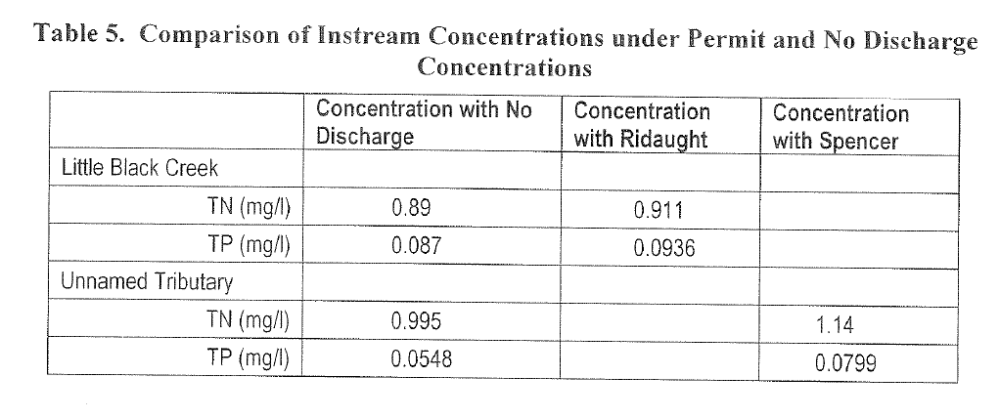 Table 5. Comparison of Instream Concentrations under Permit and No Discharge
Concentrations
Concentration with No Discharge Concentration with Ridaught Concentration with Spencer
Little Black Creek
TN (mg/l) 0.89 0.911
TP (mg/l) 0.087 0.0936
Unnamed Tributary
TN (mg/l) 0.995 1.14
TP (mg/l) 0.0548 0.0799